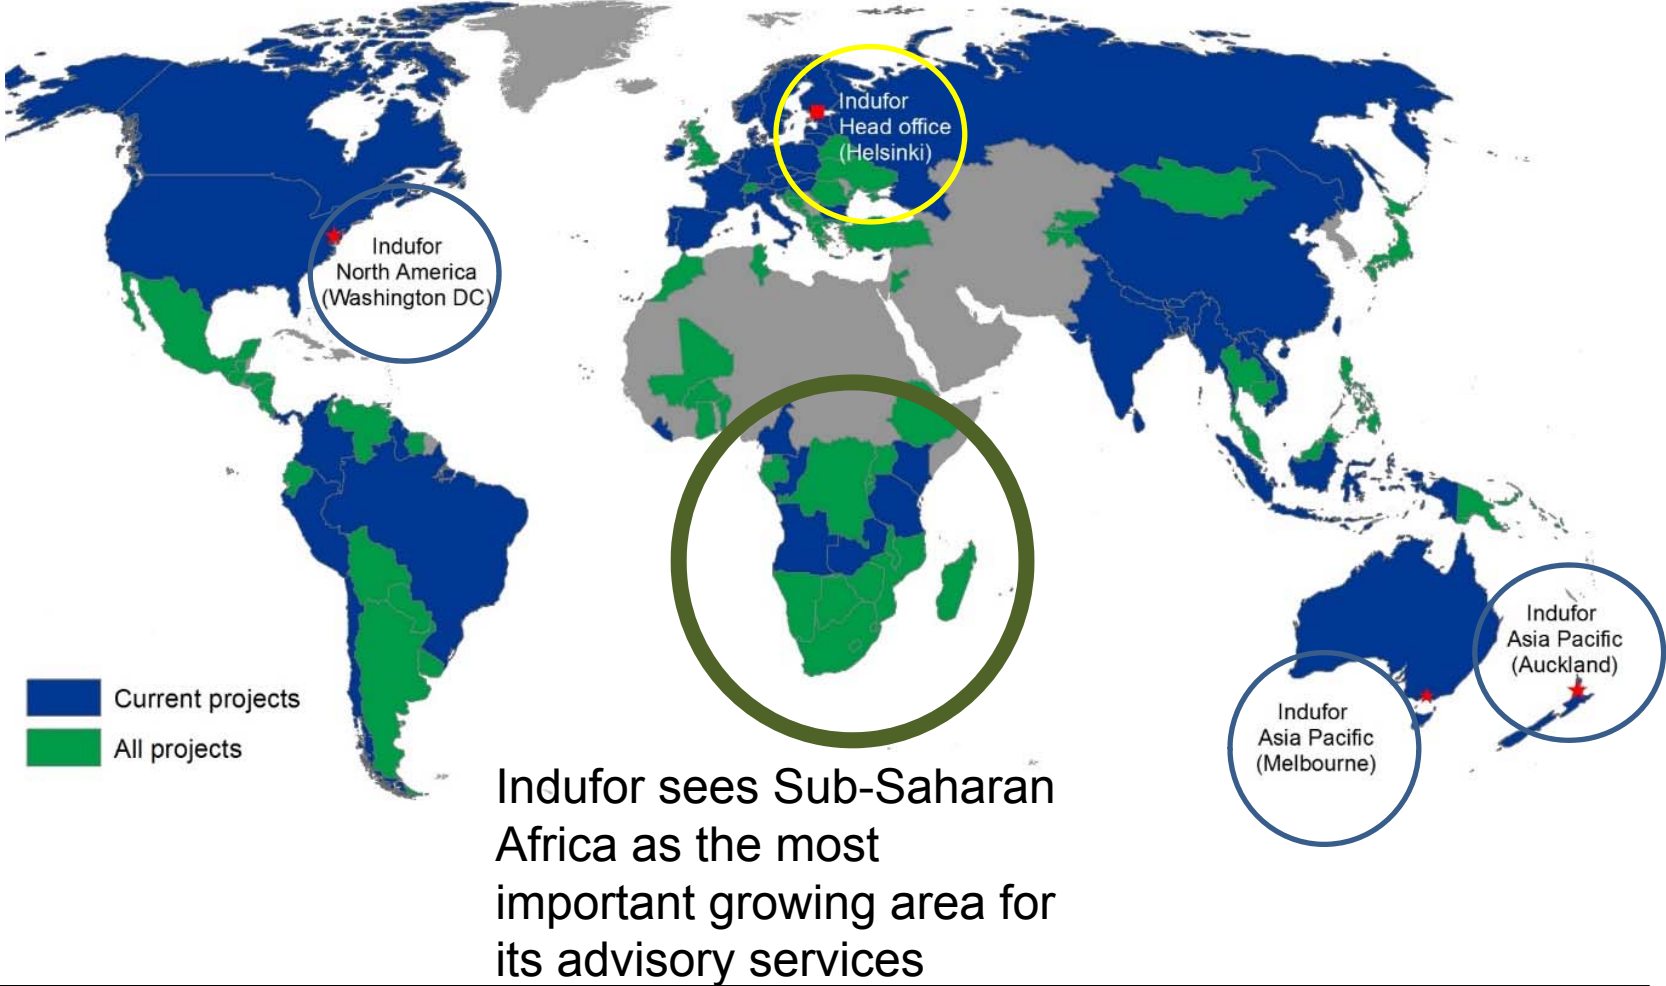 Indufor
Head office
(Helsinki)
Indufor
North America
(Washington DC)
Indufor
Asia Pacific
(Auckland)
Indufor
Asia Pacific
(Melbourne)
Current projects
All projects
Indufor sees Sub-Saharan
Africa as the most
important growing area for
its advisory services